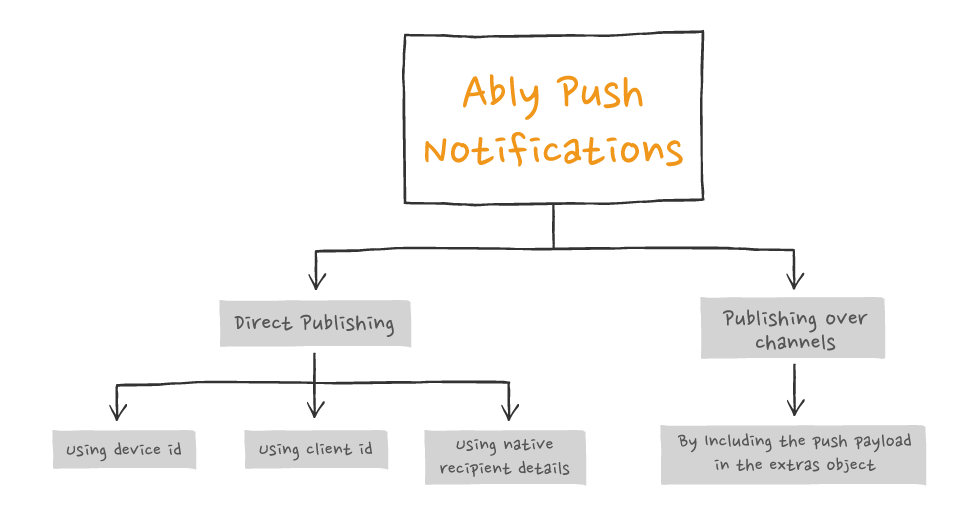 Ably Push
Notifications
Direct Publishing
Publishing over
channels
Using device id
Using client id
Using native
recipient details
By Including the push payload
in the extras object